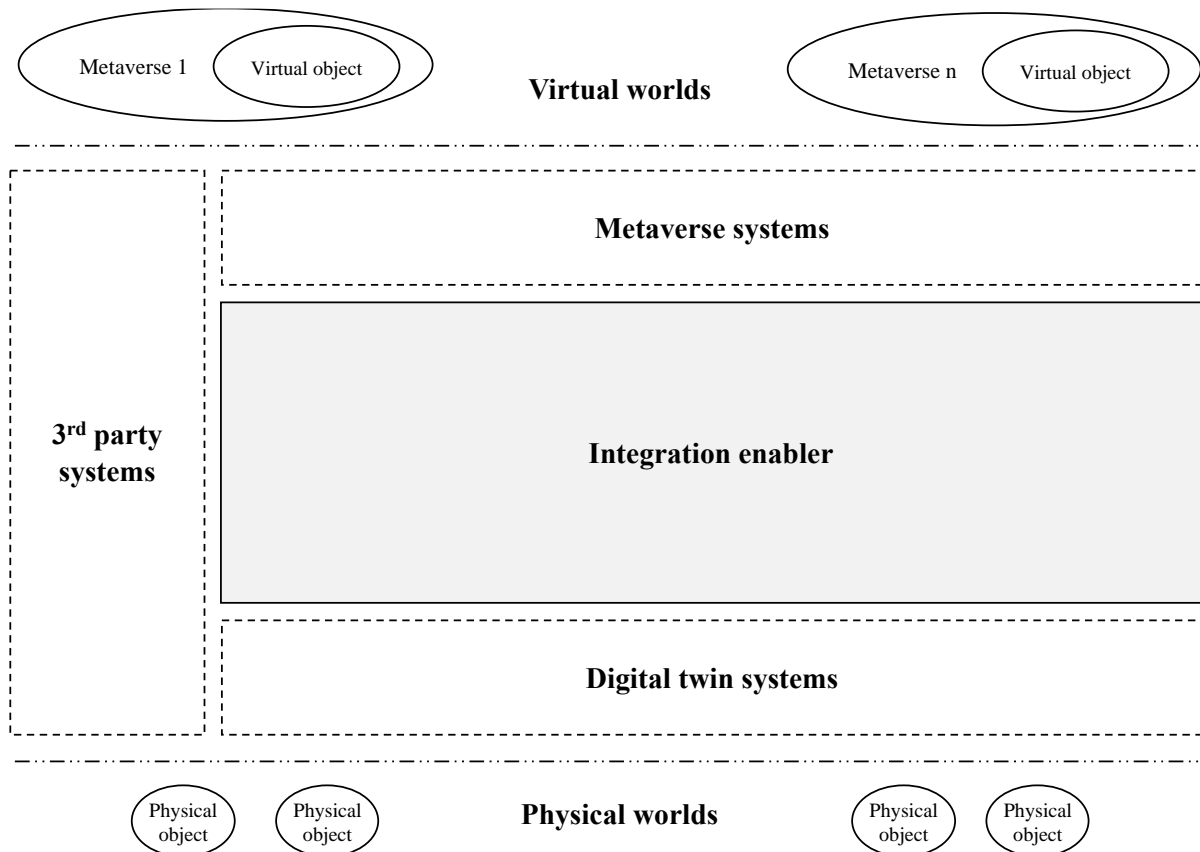 Metaverse 1
Virtual object
Virtual worlds
Metaverse n
Virtual object
Metaverse systems
3rd party
systems
Integration enabler
Digital twin systems
Physical
object
Physical
object
Physical worlds
Physical
object
Physical
object